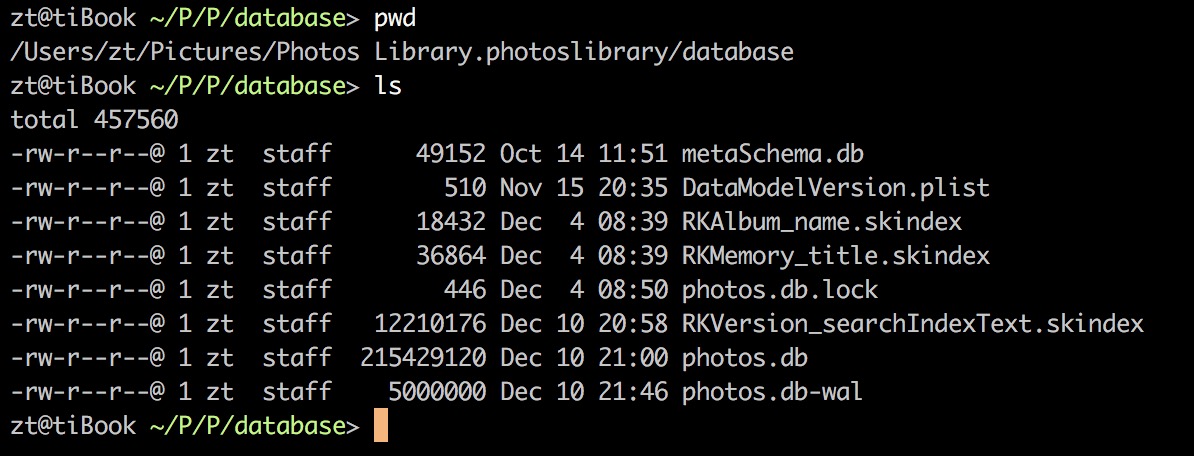 zt@tiBook ~/P/P/database> pwd
/Users/zt/Pictures/Photos Library.photoslibrary/database
zt@tiBook ~/P/P/database> ls
total 457560
-rw-r--r--@ 1 zt  staff      49152 Oct 14 11:51 metaSchema.db
-rw-r--r--@ 1 zt  staff        510 Nov 15 20:35 DataModelVersion.plist
-rw-r--r--@ 1 zt  staff      18432 Dec  4 08:39 RKAlbum_name.skindex
-rw-r--r--@ 1 zt  staff      36864 Dec  4 08:39 RKMemory_title.skindex
-rw-r--r--@ 1 zt  staff        446 Dec  4 08:50 photos.db.lock
-rw-r--r--@ 1 zt  staff   12210176 Dec 10 20:58 RKVersion_searchIndexText.skindex
-rw-r--r--@ 1 zt  staff  215429120 Dec 10 21:00 photos.db
-rw-r--r--@ 1 zt  staff    5000000 Dec 10 21:46 photos.db-wal
zt@tiBook ~/P/P/database>